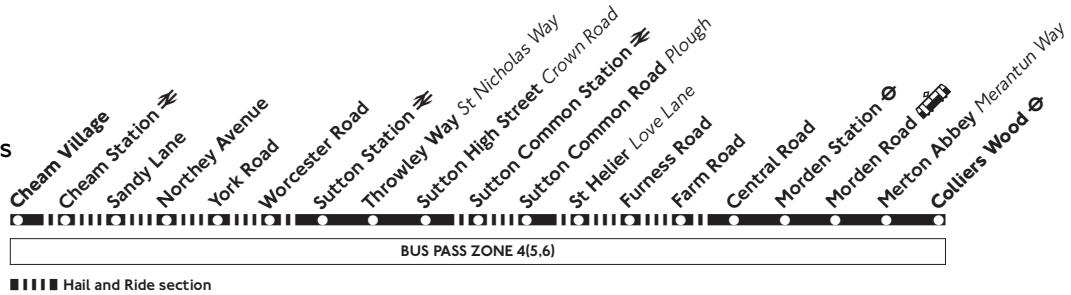 s
Cheam Village
Cheam Station
Sandy Lane
Northey Avenue
York Road
Worcester Road
Sutton Station
Throwley Way St Nicholas Way
Sutton High Street Crown Road
Sutton Common Station
Sutton Common Road Plough
St Helier Love Lane
Furness Road
Farm Road
Central Road
Morden Station
Morden Road
Merton Abbey Merantun Way
Colliers Wood
BUS PASS ZONE 4(5,6)
Hail and Ride section